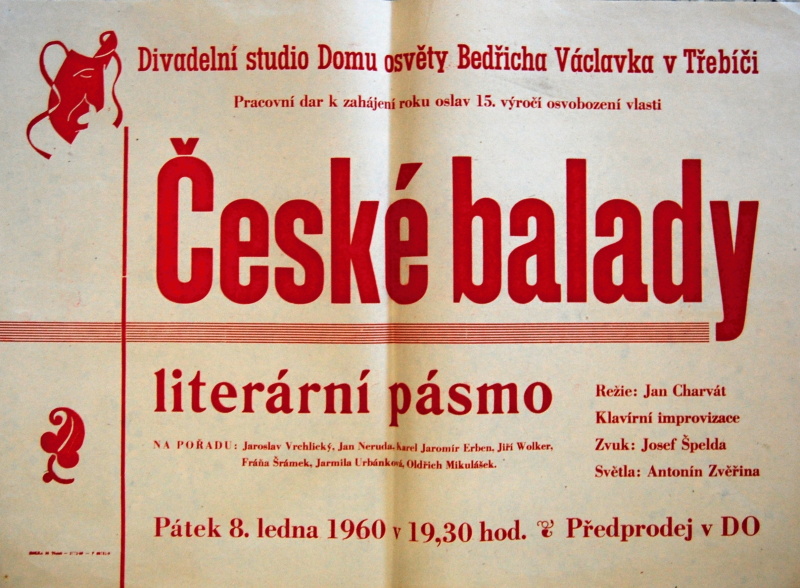 Divadelní studio Domu osvěty Bedřicha Václavka v Třebíči
Pracovní dar k zahájení roku oslav 15. výročí osvobození vlasti
České balady
literární pásmo
NA POŘADU: Jaroslav Vrchlický, Jan Neruda, Karel Jaromír Erben, Jiří Wolker,
Fráňa Šrámek, Jarmila Urbánková, Oldřich Mikulášek.
Režie: Jan Charvát
Klavírní improvizace
Zvuk: Josef Špelda
Světla: Antonín Zvěřina
Pátek 8. ledna 1960 v 19,30 hod. Předprodej v DO